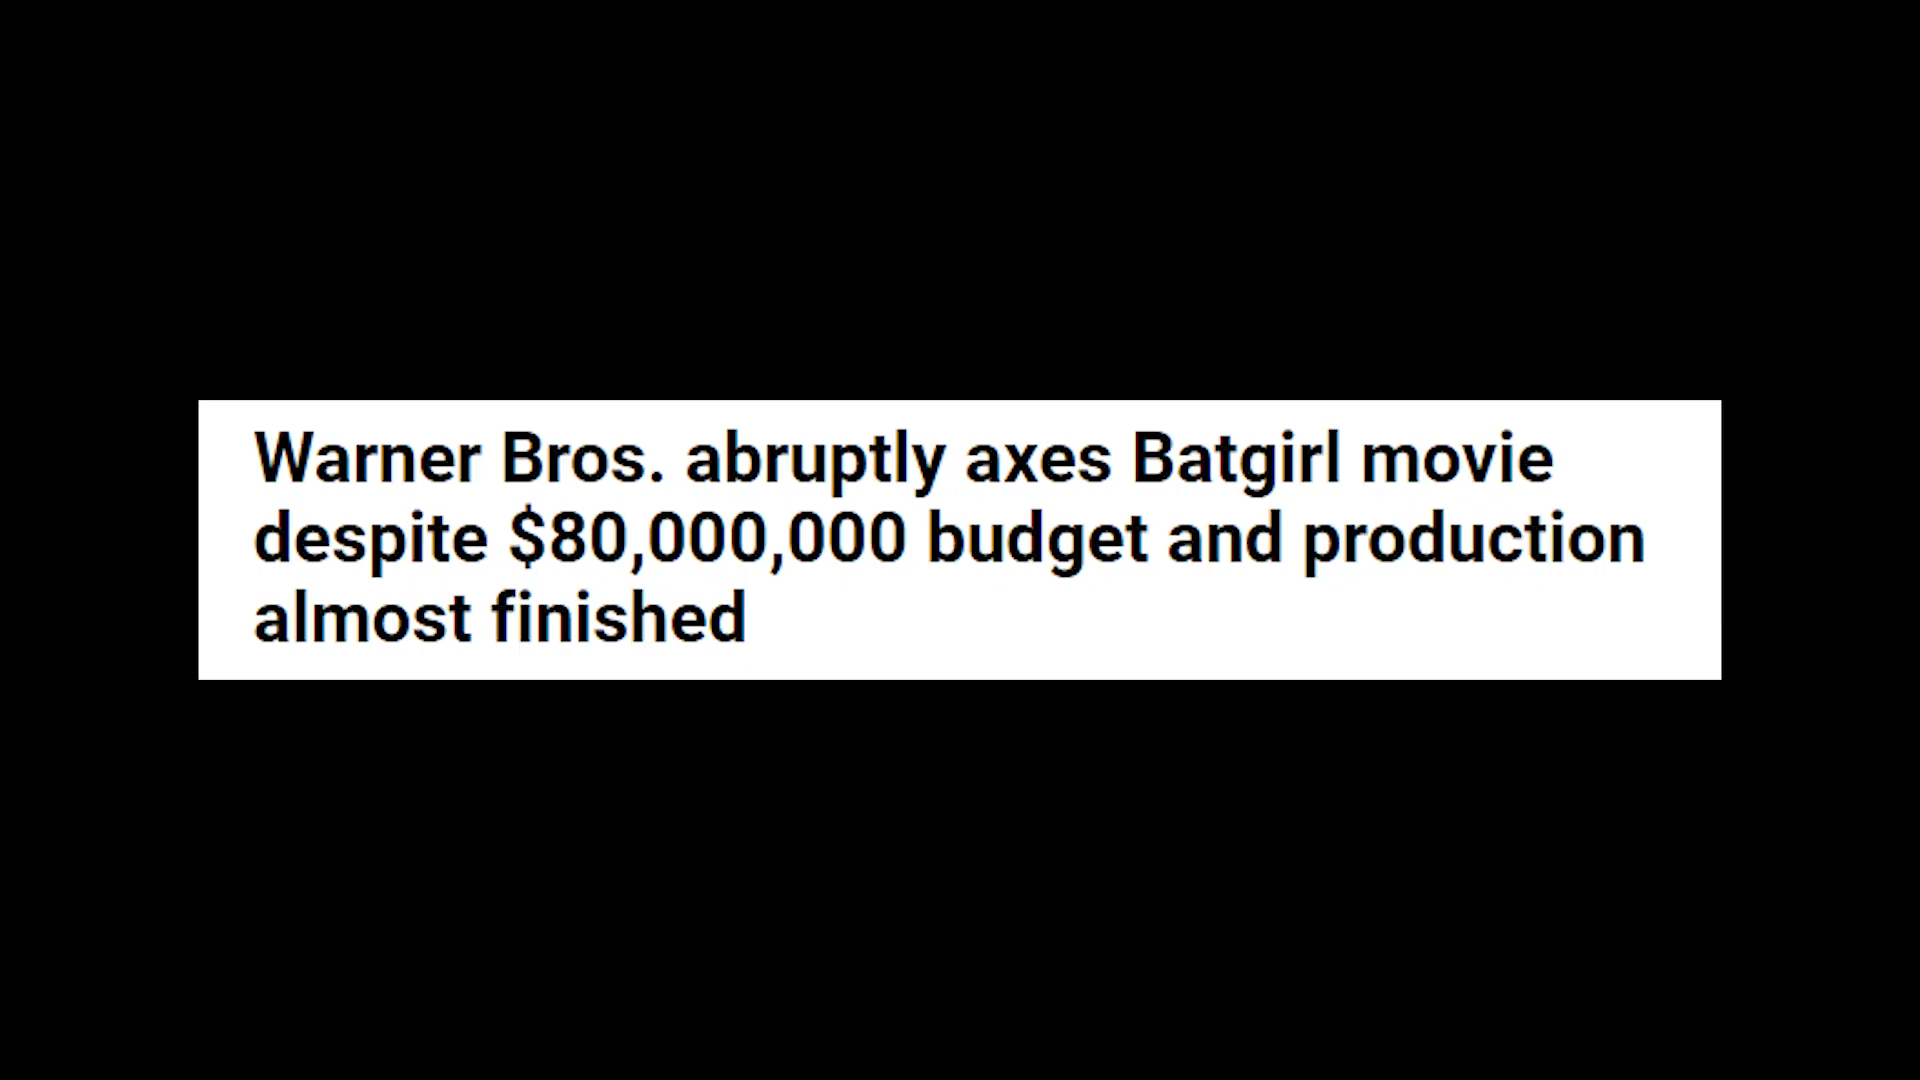 Warner Bros. abruptly axes Batgirl movie
despite $80,000,000 budget and production
almost finished